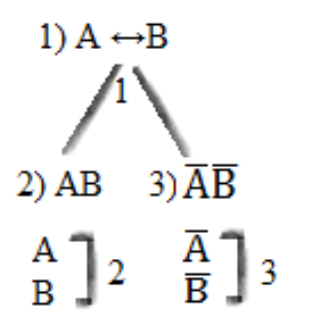 1) A ↔B
1
2) AB 3) A̅ B̅
A A̅
B 2 B̅ 3